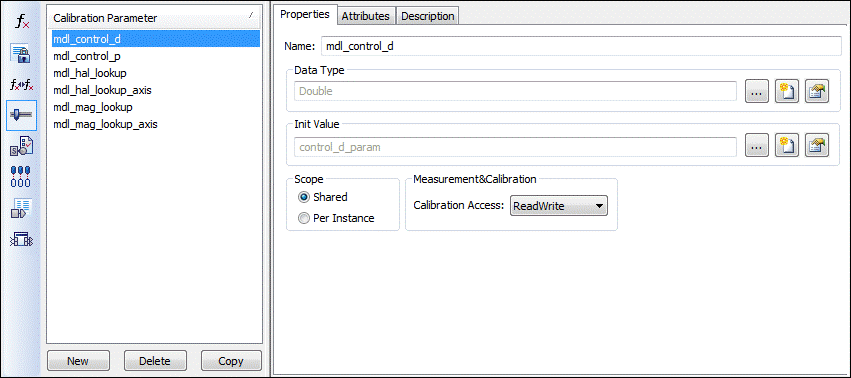 Calibration Parameter
mdl_control_d
mdl_control_p
mdl_hal_lookup
mdl_hal_lookup_axis
mdl_mag_lookup
mdl_mag_lookup_axis
New Delete Copy
Properties Attributes Description
Name: mdl_control_d
Data Type
Double
...
Init Value
control_d_param
...
Scope
Shared
Per Instance
Measurement&Calibration
Calibration Access: ReadWrite